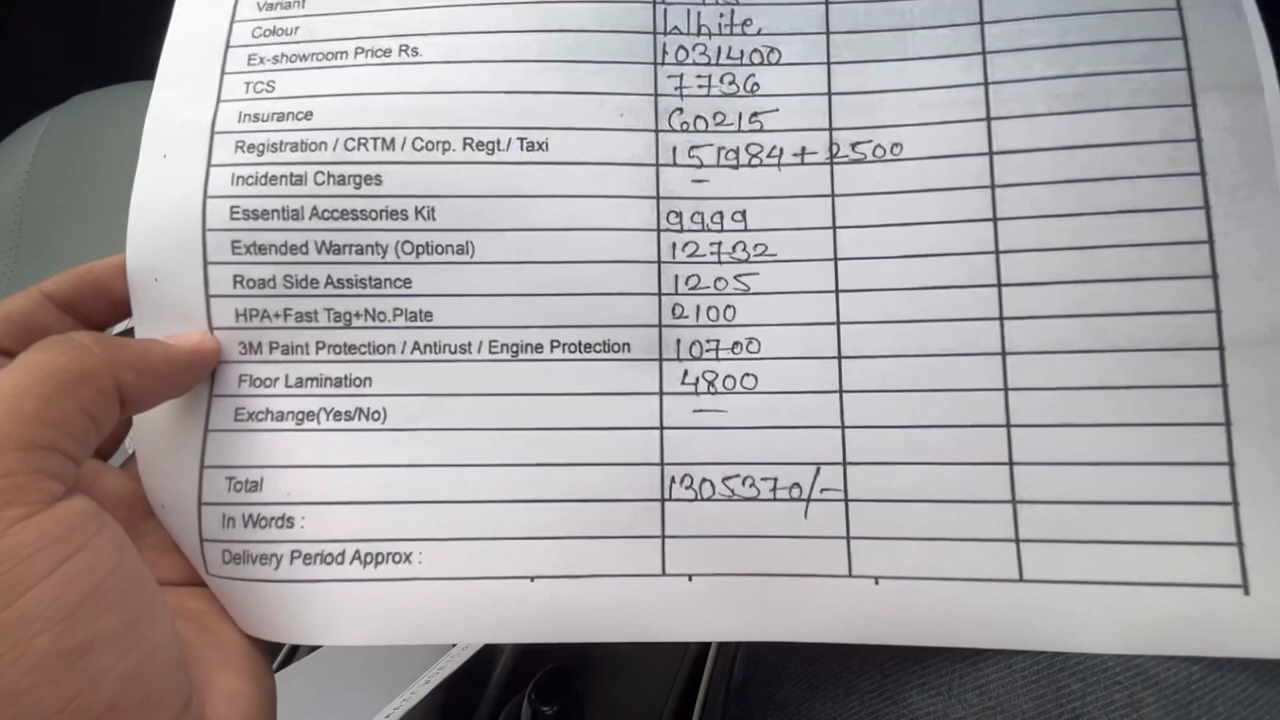 Variant
Colour White.
Ex-showroom Price Rs. 1031400
TCS 7736
Insurance 60215
Registration / CRTM / Corp. Regt./ Taxi 151984+2500
Incidental Charges –
Essential Accessories Kit 9999
Extended Warranty (Optional) 12732
Road Side Assistance 1205
HPA+Fast Tag+No.Plate 2100
3M Paint Protection / Antirust / Engine Protection 10700
Floor Lamination 4800
Exchange(Yes/No) —
Total 1305370/-
In Words :
Delivery Period Approx :